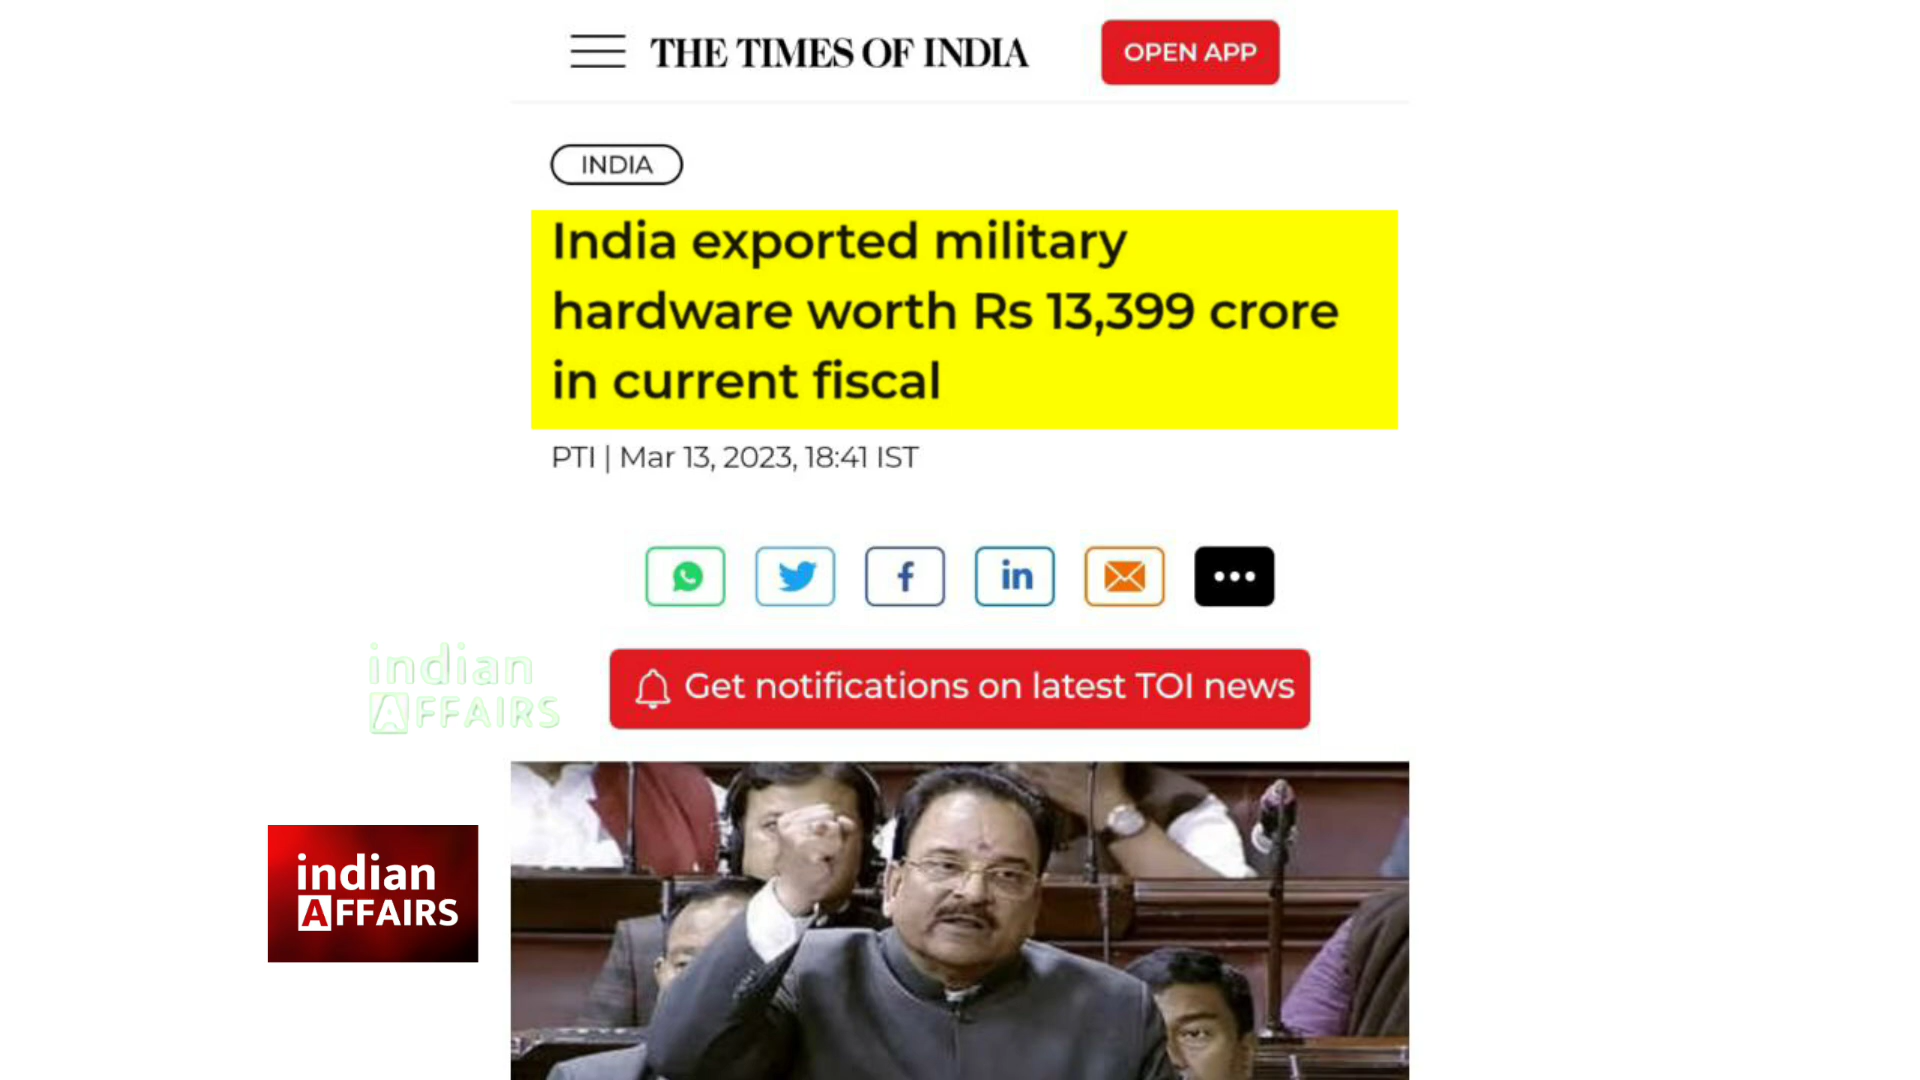 THE TIMES OF INDIA
OPEN APP
INDIA
India exported military
hardware worth Rs 13,399 crore
in current fiscal
PTI | Mar 13, 2023, 18:41 IST
f
in
Get notifications on latest TOI news
indian
AFFAIRS
indian
AFFAIRS